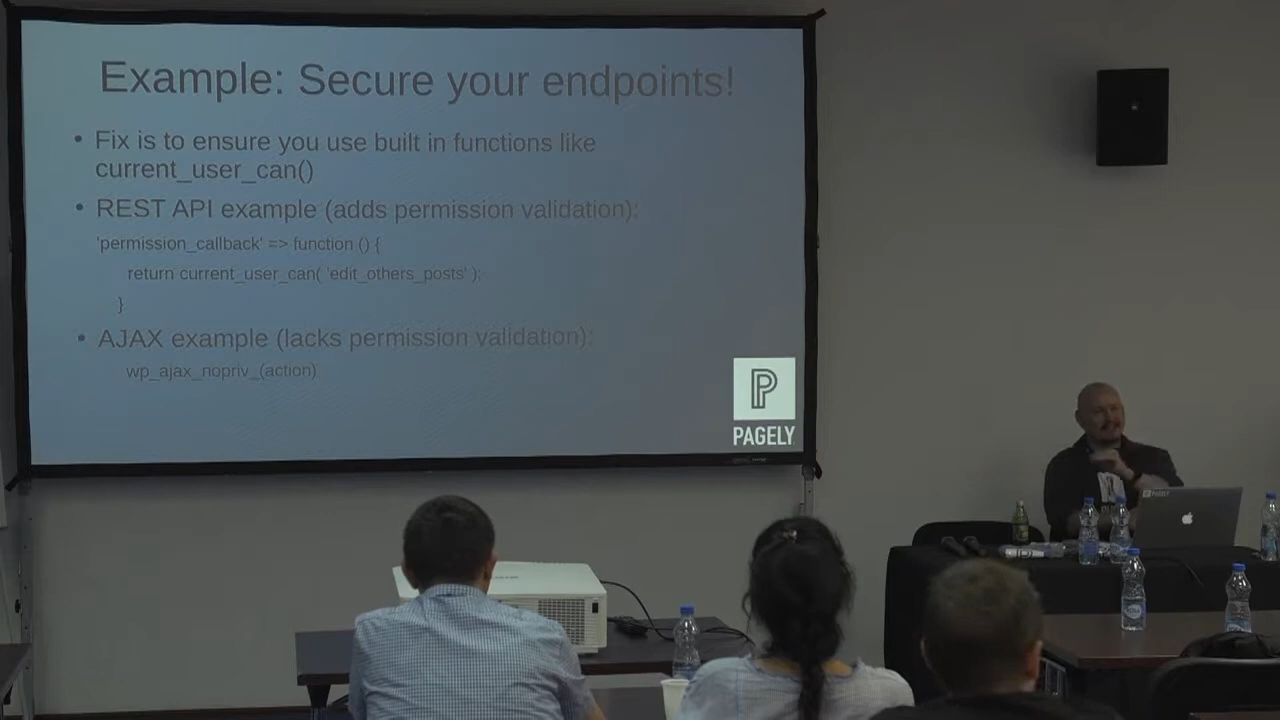 Example: Secure your endpoints!
• Fix is to ensure you use built in functions like
current_user_can()
• REST API example (adds permission validation):
'permission_callback' => function () {
return current_user_can( 'edit_others_posts' );
}
• AJAX example (lacks permission validation):
wp_ajax_nopriv_(action)
P
PAGELY
PAGELY